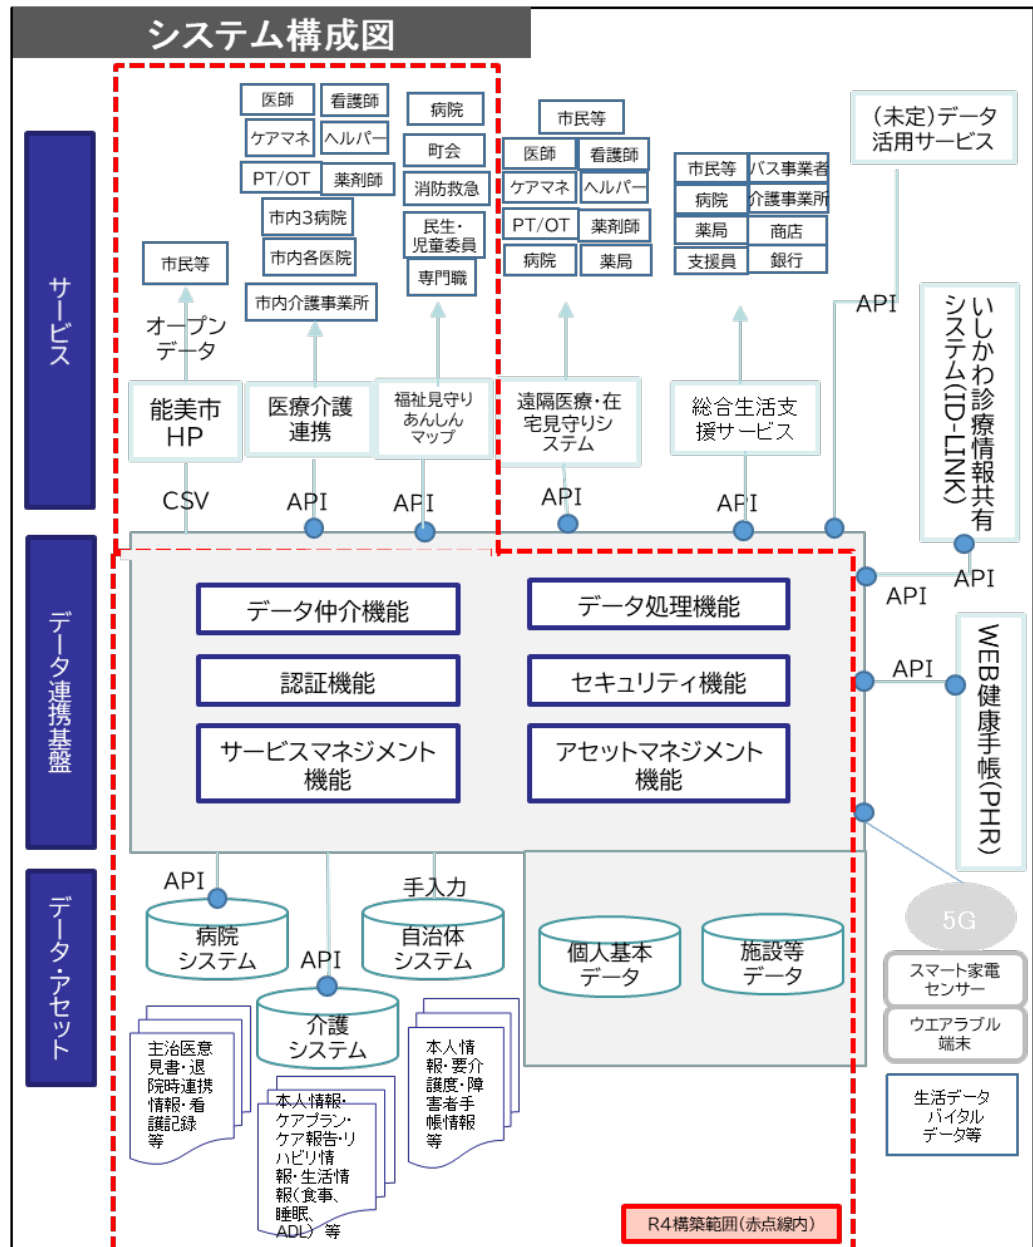 システム構成図
サービス
データ連携基盤
データ・アセット
市民等
オープン
データ
能美市
HP
CSV
医師
看護師
ケアマネ
ヘルパー
PT/OT
薬剤師
市内3病院
市内各医院
市内介護事業所
医療介護
連携
API
病院
町会
消防救急
民生・
児童委員
専門職
福祉見守り
あんしん
マップ
API
市民等
医師
看護師
ケアマネ
ヘルパー
PT/OT
薬剤師
病院
薬局
遠隔医療・在
宅見守りシ
ステム
API
市民等
バス事業者
病院
介護事業所
薬局
商店
支援員
銀行
総合生活支
援サービス
API
(未定)データ
活用サービス
API
いしかわ診療情報共有
システム(ID-LINK)
API
API
WEB健康手帳(PHR)
API
データ仲介機能
データ処理機能
認証機能
セキュリティ機能
サービスマネジメント
機能
アセットマネジメント
機能
API
病院
システム
API
介護
システム
手入力
自治体
システム
個人基本
データ
施設等
データ
主治医意
見書・退
院時連携
情報・看
護記録
等
本人情報・
ケアプラン・
ケア報告・リ
ハビリ情
報・生活情
報(食事、
睡眠、
ADL) 等
本人情
報・要介
護度・障
害者手
帳情報
等
5G
スマート家電
センサー
ウエアラブル
端末
生活データ
バイタル
データ等
R4構築範囲(赤点線内)